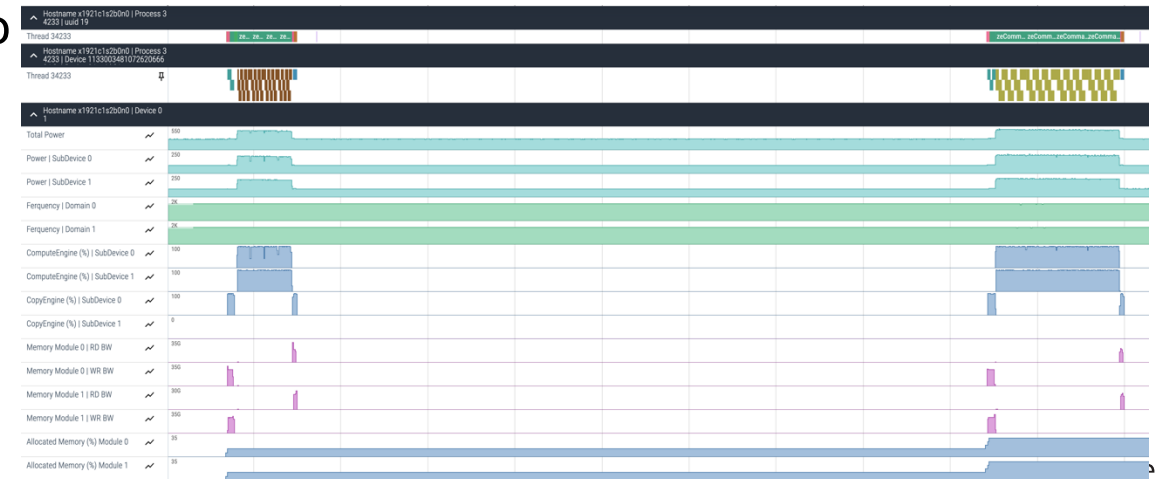 Hostname x1921c1s2b0n0 | Process 3
4233 | uuid 19
Thread 34233
ze... ze... ze... ze...
zeComm... zeComm...zeComma...zeComma...
Hostname x1921c1s2b0n0 | Process 3
4233 | Device 1133003481072620666
Thread 34233
Hostname x1921c1s2b0n0 | Device 0
1
Total Power
550
Power | SubDevice 0
250
Power | SubDevice 1
250
Ferquency | Domain 0
2K
Ferquency | Domain 1
2K
ComputeEngine (%) | SubDevice 0
100
ComputeEngine (%) | SubDevice 1
100
CopyEngine (%) | SubDevice 0
100
CopyEngine (%) | SubDevice 1
0
Memory Module 0 | RD BW
35G
Memory Module 0 | WR BW
35G
Memory Module 1 | RD BW
30G
Memory Module 1 | WR BW
35G
Allocated Memory (%) Module 0
35
Allocated Memory (%) Module 1
35